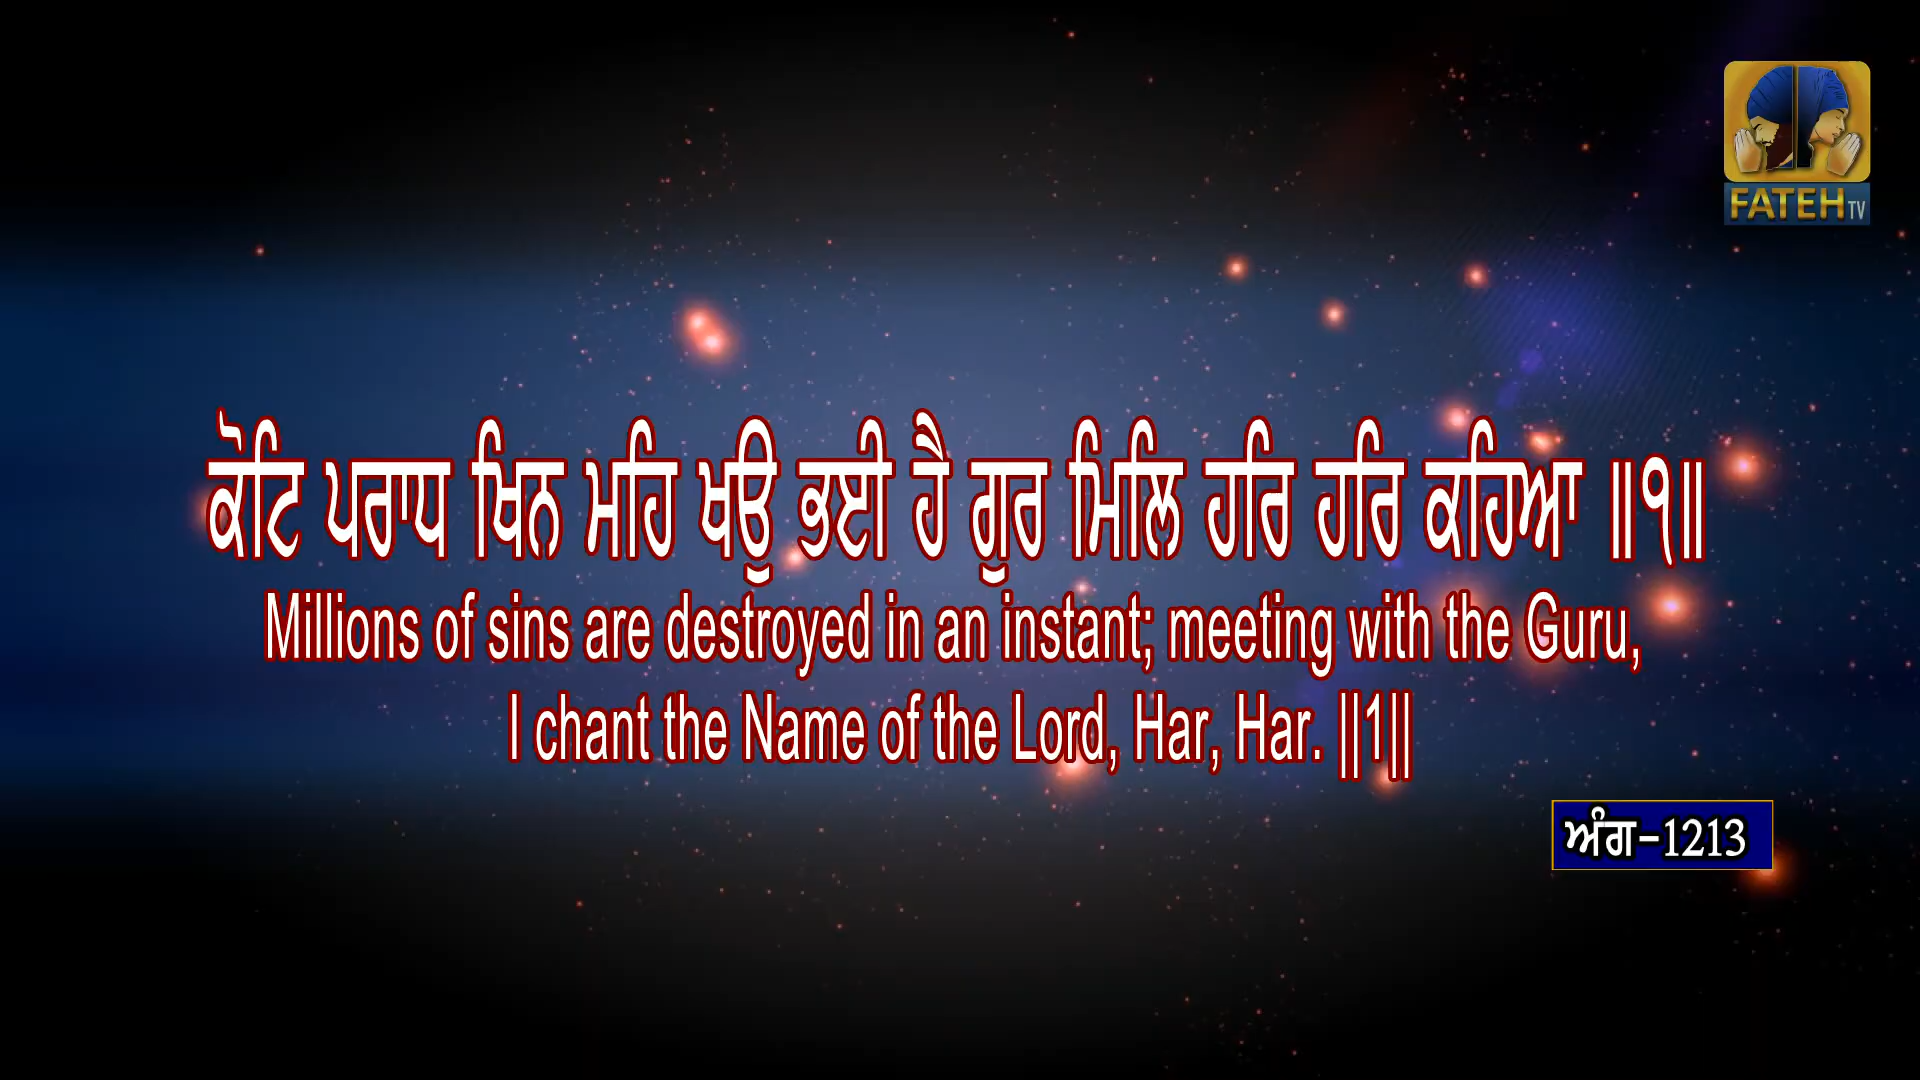 FATEH TV
ਕੋਟਿ ਪਰਾਧ ਖਿਨ ਮਹਿ ਖਉ ਭਈ ਹੈ ਗੁਰ ਮਿਲਿ ਹਰਿ ਹਰਿ ਕਹਿਆ ॥੧॥
Millions of sins are destroyed in an instant; meeting with the Guru,
I chant the Name of the Lord, Har, Har. ||1||
ਅੰਗ-1213